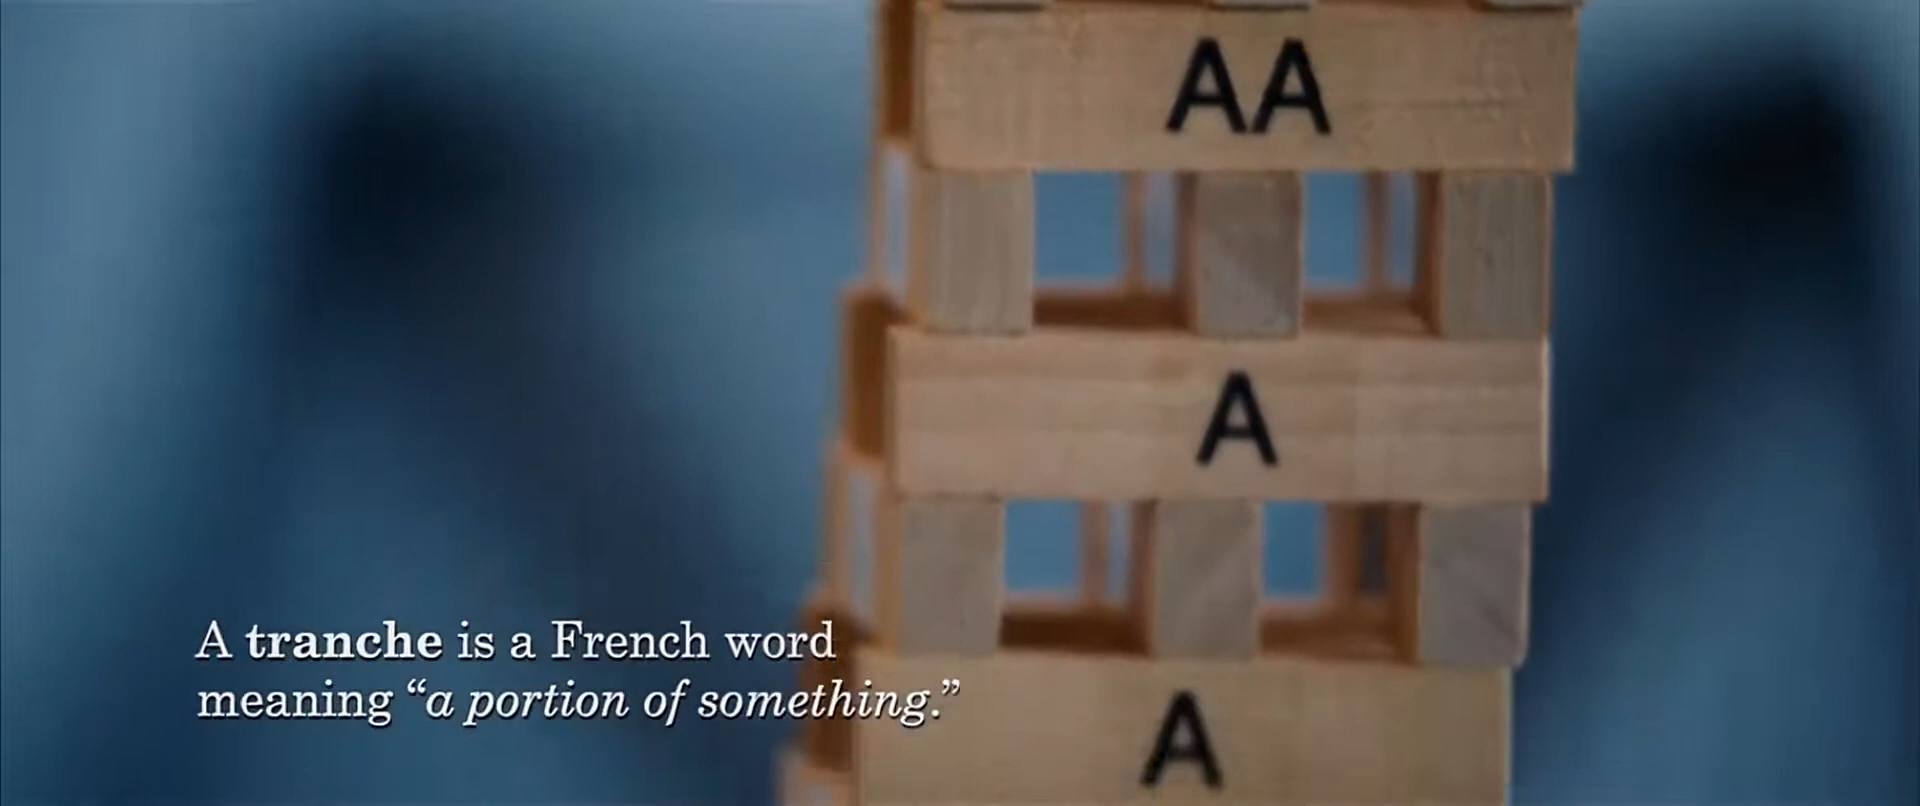 AA
A
A tranche is a French word
meaning “a portion of something.”
A